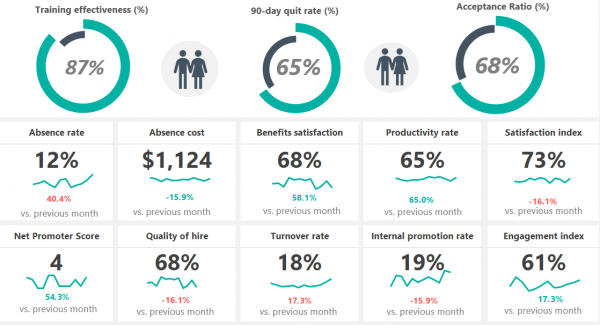 Training effectiveness (%)
90-day quit rate (%)
Acceptance Ratio (%)
87%
65%
68%
Absence rate
Absence cost
Benefits satisfaction
Productivity rate
Satisfaction index
12%
$1,124
68%
65%
73%
40.4%
-15.9%
58.1%
65.0%
-16.1%
vs. previous month
vs. previous month
vs. previous month
vs. previous month
vs. previous month
Net Promoter Score
Quality of hire
Turnover rate
Internal promotion rate
Engagement index
4
68%
18%
19%
61%
54.3%
-16.1%
17.3%
-15.9%
17.3%
vs. previous month
vs. previous month
vs. previous month
vs. previous month
vs. previous month